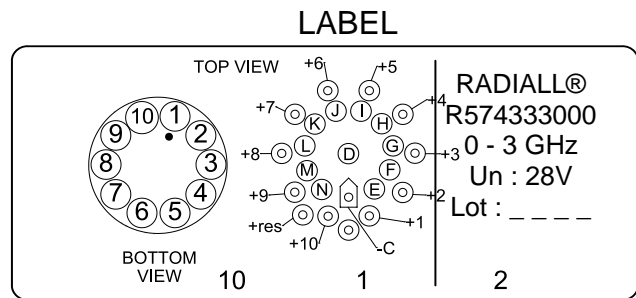 LABEL
TOP VIEW
+6
+5
+7
+4
+8
+3
+9
+2
+res
+10
+1
-C
J
I
K
H
L
G
D
M
F
N
E
10
1
9
2
8
3
7
4
6
5
BOTTOM
VIEW
10
1
2
RADIALL®
R574333000
0 - 3 GHz
Un : 28V
Lot : _ _ _ _